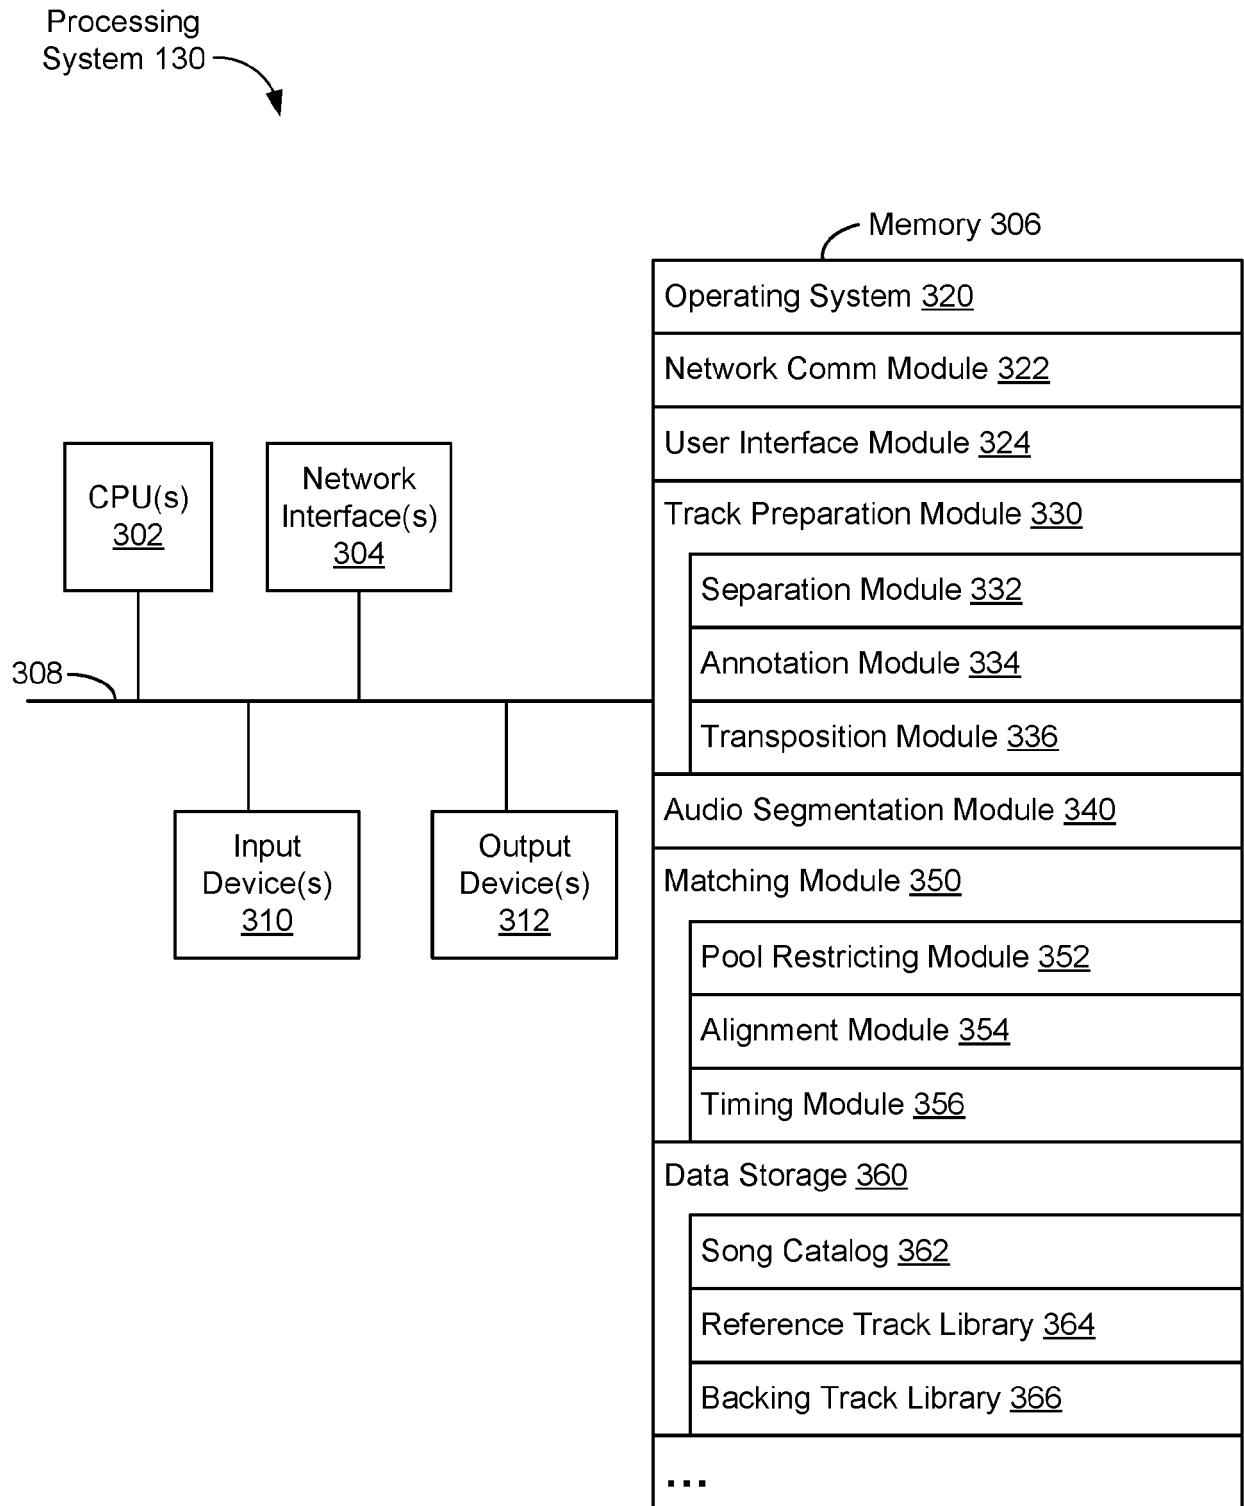 Processing
System 130
Memory 306
Operating System 320
Network Comm Module 322
User Interface Module 324
CPU(s)
302
Network
Interface(s)
304
Track Preparation Module 330
Separation Module 332
Annotation Module 334
308
Transposition Module 336
Audio Segmentation Module 340
Input
Device(s)
310
Output
Device(s)
312
Matching Module 350
Pool Restricting Module 352
Alignment Module 354
Timing Module 356
Data Storage 360
Song Catalog 362
Reference Track Library 364
Backing Track Library 366
...